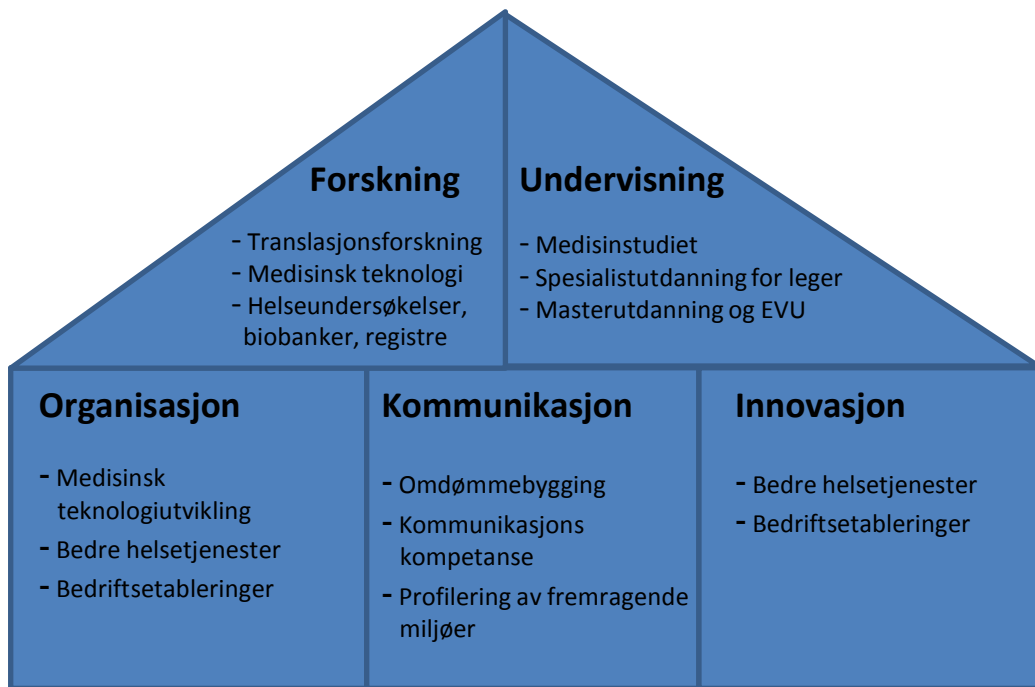 Forskning
- Translasjonsforskning
- Medisinsk teknologi
- Helseundersøkelser,
biobanker, registre
Undervisning
- Medisinstudiet
- Spesialistutdanning for leger
- Masterutdanning og EVU
Organisasjon
- Medisinsk
teknologiutvikling
- Bedre helsetjenester
- Bedriftsetableringer
Kommunikasjon
- Omdømmebygging
- Kommunikasjons
kompetanse
- Profilering av fremragende
miljøer
Innovasjon
- Bedre helsetjenester
- Bedriftsetableringer